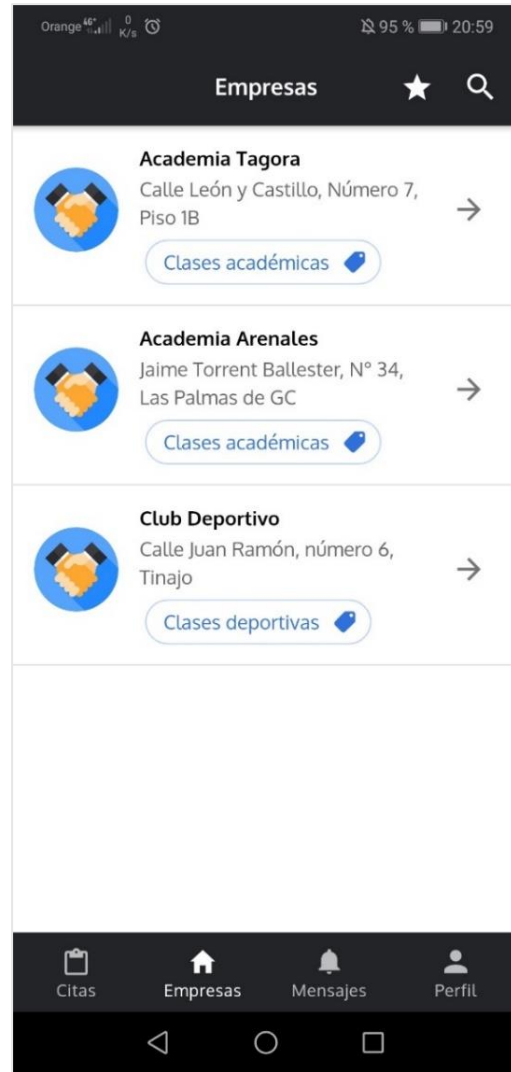 Orange 4G+ 0 K/s 95 % 20:59
Empresas
Academia Tagora
Calle León y Castillo, Número 7,
Piso 1B
Clases académicas
Academia Arenales
Jaime Torrent Ballester, Nº 34,
Las Palmas de GC
Clases académicas
Club Deportivo
Calle Juan Ramón, número 6,
Tinajo
Clases deportivas
Citas Empresas Mensajes Perfil